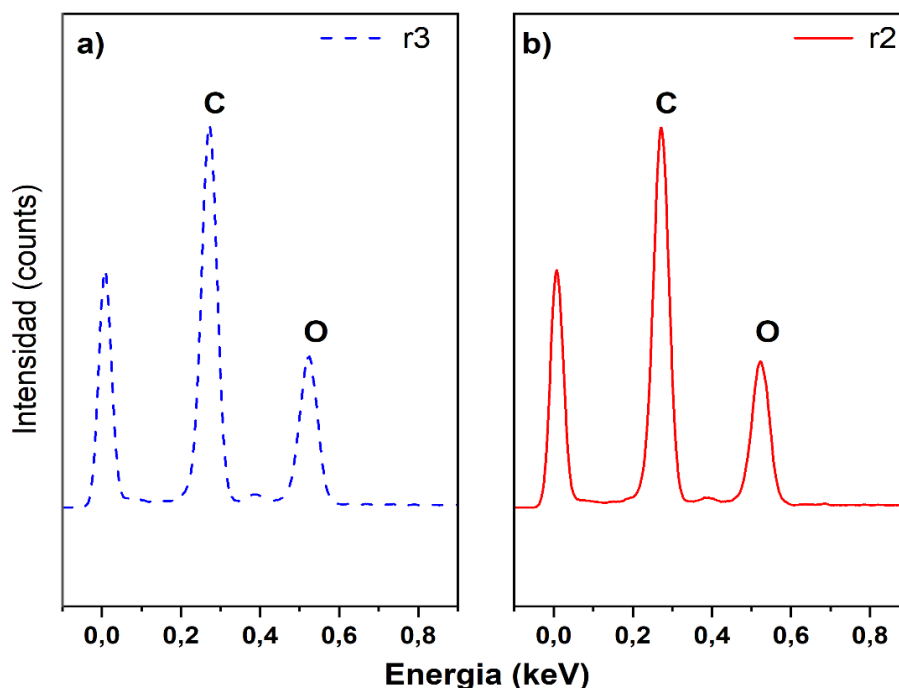 a)
r3
C
O
b)
r2
C
O
Intensidad (counts)
0,0 0,2 0,4 0,6 0,8
0,0 0,2 0,4 0,6 0,8
Energia (keV)